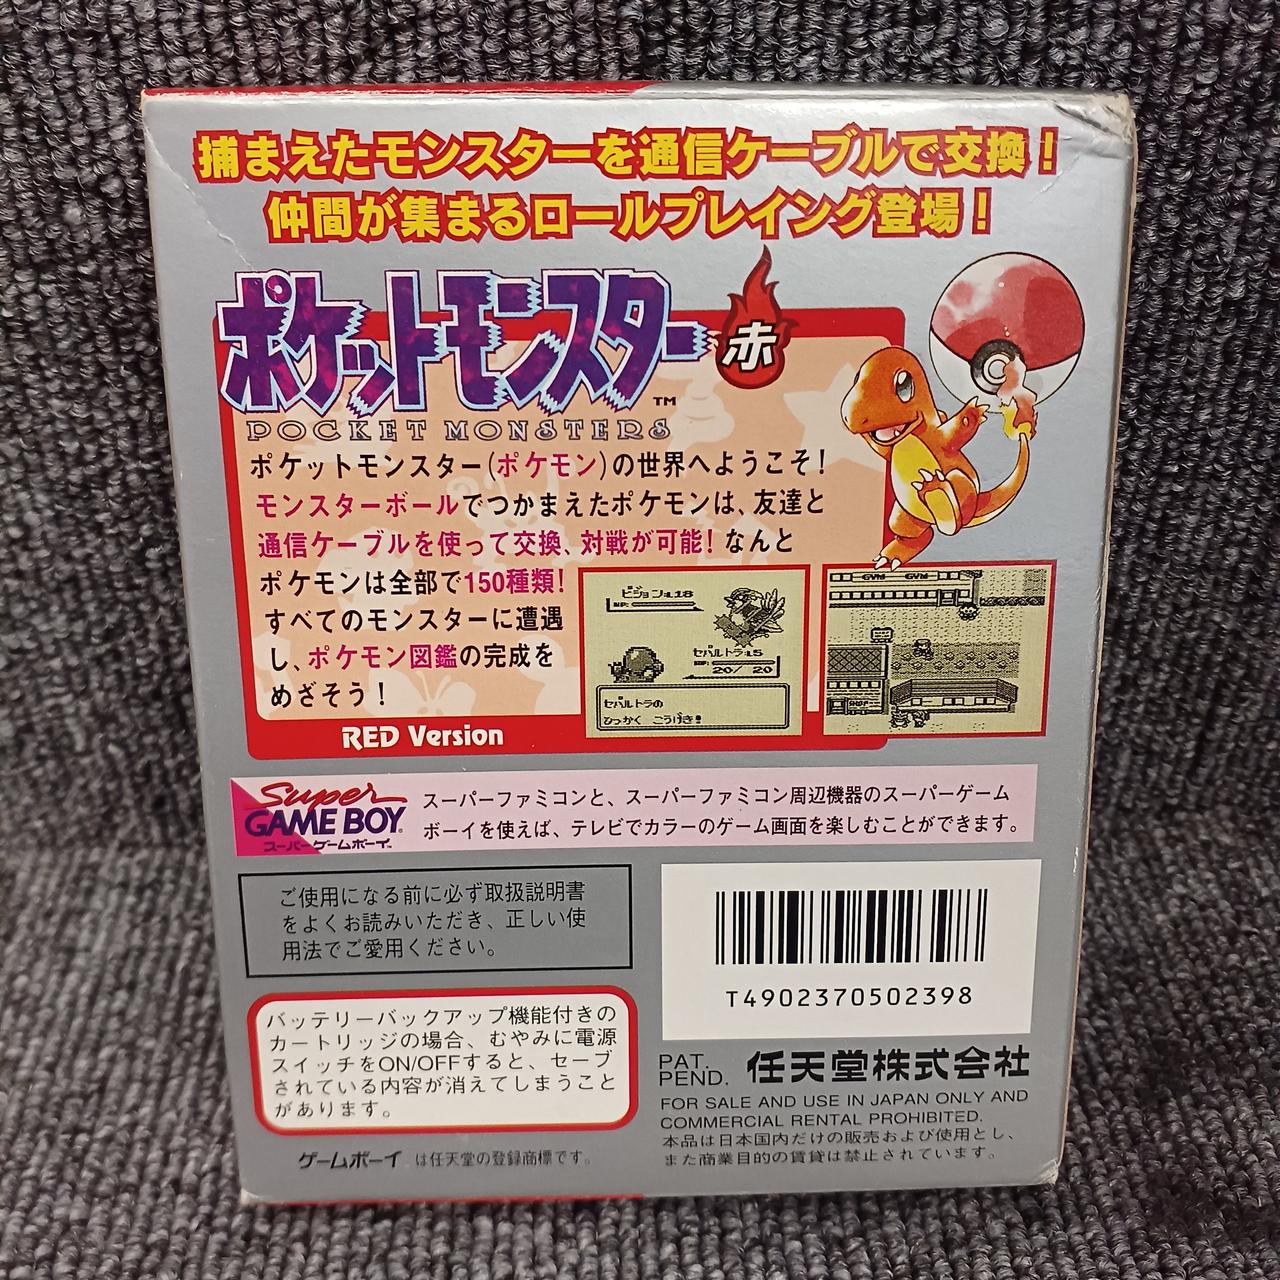 捕まえたモンスターを通信ケーブルで交換！
仲間が集まるロールプレイング登場！
ポケットモンスター 赤
TM
POCKET MONSTERS
ポケットモンスター(ポケモン)の世界へようこそ！
モンスターボールでつかまえたポケモンは、友達と
通信ケーブルを使って交換、対戦が可能！なんと
ポケモンは全部で150種類！
すべてのモンスターに遭遇
し、ポケモン図鑑の完成を
めざそう！
ピジョン:L18
HP:
セパルトラ:L5
HP:
20/ 20
セパルトラの
ひっかく こうげき！
GYM GYM
SHOP
RED Version
Super
GAME BOY
スーパーゲームボーイ
スーパーファミコンと、スーパーファミコン周辺機器のスーパーゲーム
ボーイを使えば、テレビでカラーのゲーム画面を楽しむことができます。
ご使用になる前に必ず取扱説明書
をよくお読みいただき、正しい使
用法でご愛用ください。
T4902370502398
バッテリーバックアップ機能付きの
カートリッジの場合、むやみに電源
スイッチをON/OFFすると、セーブ
されている内容が消えてしまうこと
があります。
ゲームボーイ は任天堂の登録商標です。
PAT.
PEND.
任天堂株式会社
FOR SALE AND USE IN JAPAN ONLY AND
COMMERCIAL RENTAL PROHIBITED.
本品は日本国内だけの販売および使用とし、
また商業目的の賃貸は禁止されています。